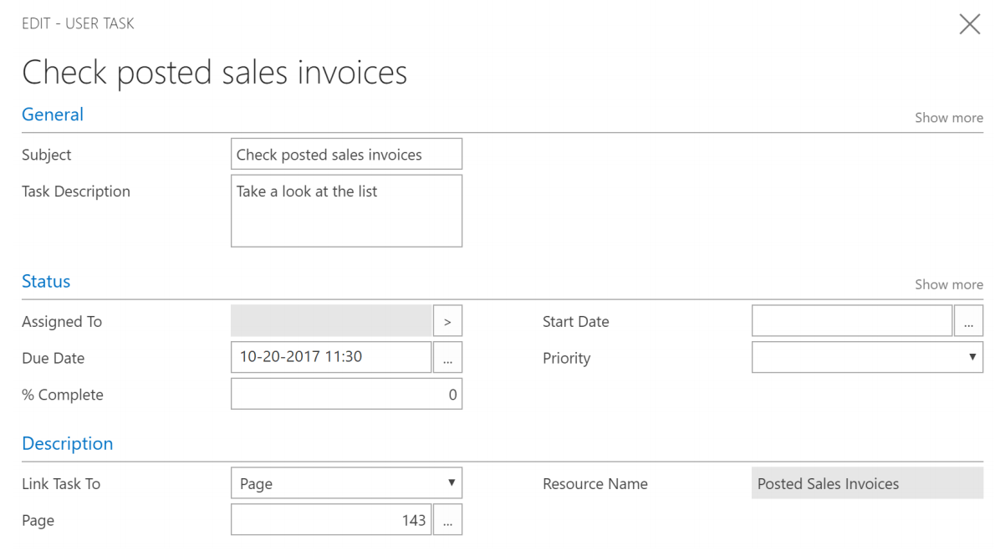 EDIT - USER TASK
Check posted sales invoices
General
Show more
Subject
Check posted sales invoices
Task Description
Take a look at the list
Status
Show more
Assigned To
>
Start Date
...
Due Date
10-20-2017 11:30
...
Priority
% Complete
0
Description
Link Task To
Page
Resource Name
Posted Sales Invoices
Page
143
...